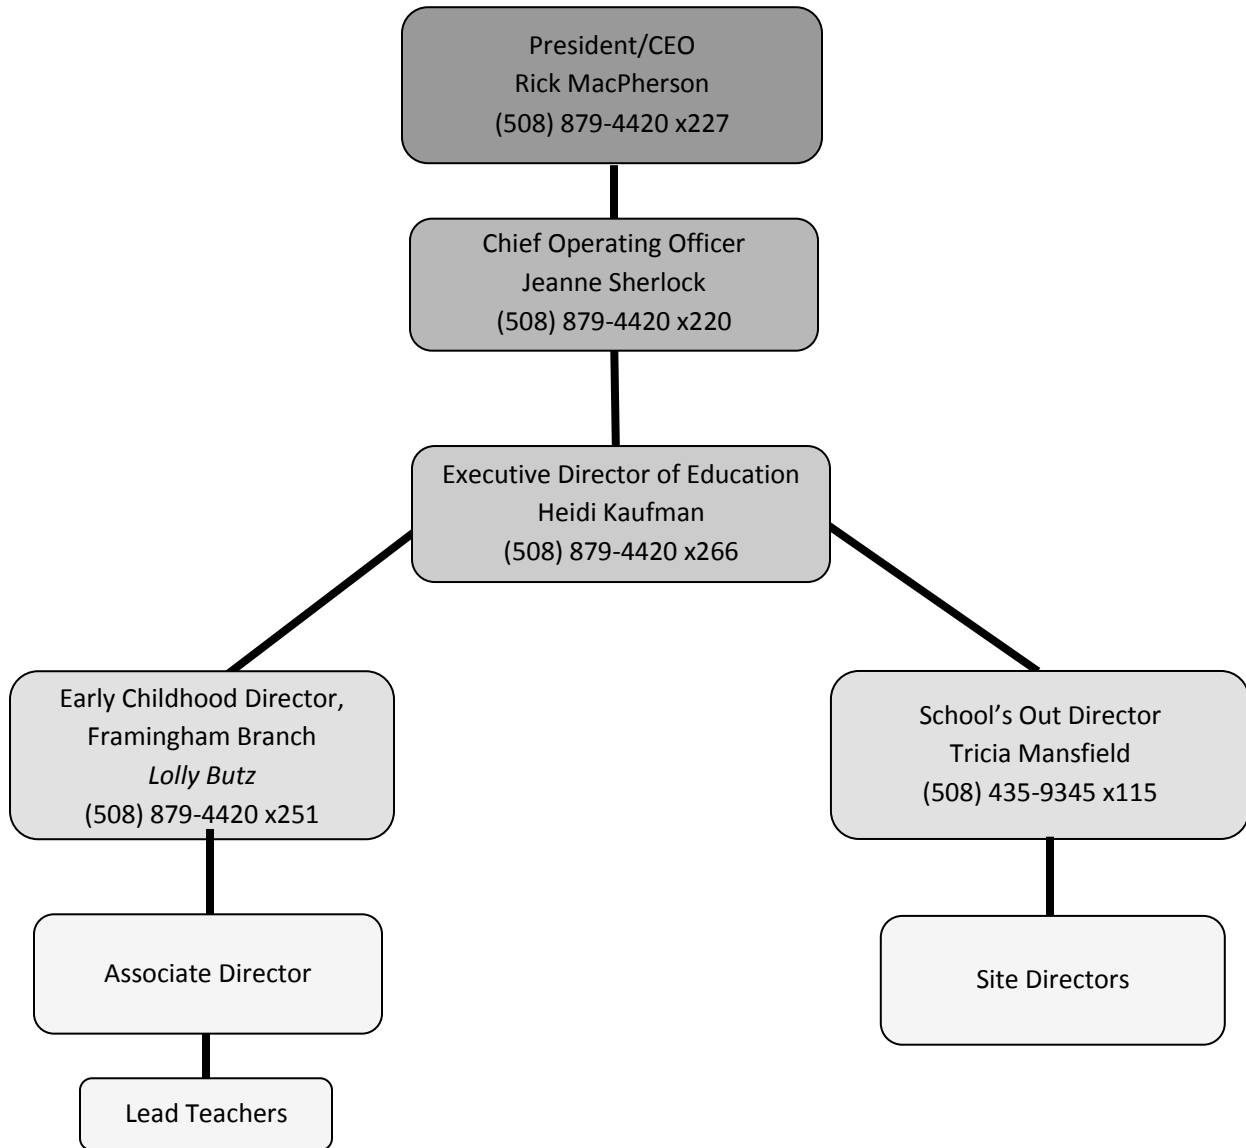 President/CEO
Rick MacPherson
(508) 879-4420 x227
Chief Operating Officer
Jeanne Sherlock
(508) 879-4420 x220
Executive Director of Education
Heidi Kaufman
(508) 879-4420 x266
Early Childhood Director,
Framingham Branch
Lolly Butz
(508) 879-4420 x251
School’s Out Director
Tricia Mansfield
(508) 435-9345 x115
Associate Director
Site Directors
Lead Teachers